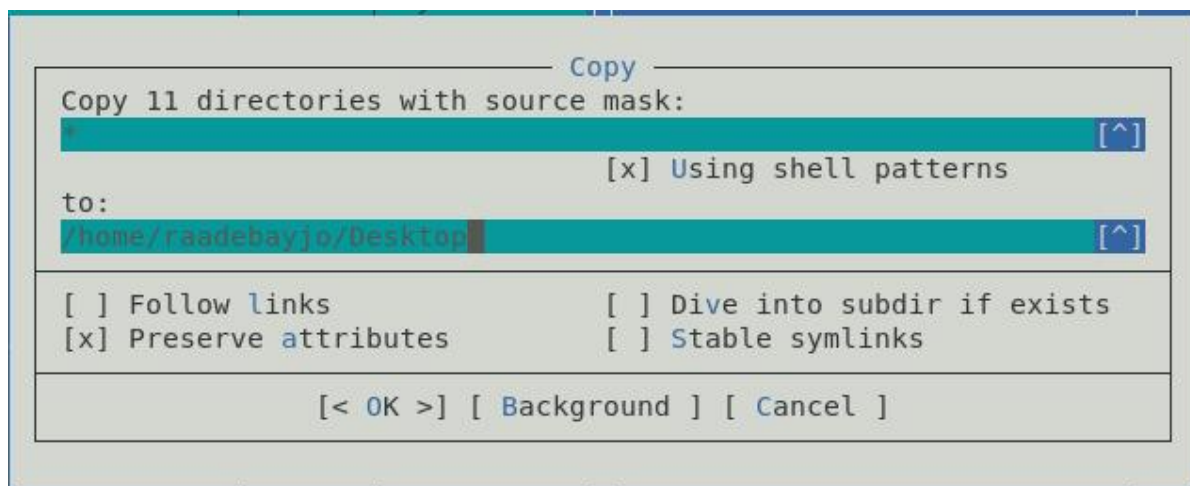 Copy
Copy 11 directories with source mask:
* [^]
[x] Using shell patterns
to:
/home/raadebayjo/Desktop [^]
[ ] Follow links [ ] Dive into subdir if exists
[x] Preserve attributes [ ] Stable symlinks
[< OK >] [ Background ] [ Cancel ]